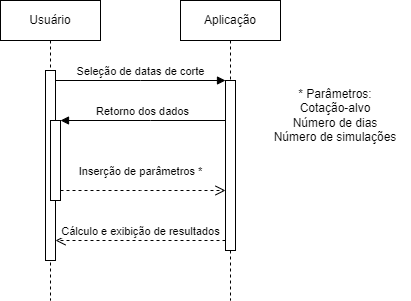 Usuário
Aplicação
Seleção de datas de corte
Retorno dos dados
Inserção de parâmetros *
Cálculo e exibição de resultados
* Parâmetros:
Cotação-alvo
Número de dias
Número de simulações